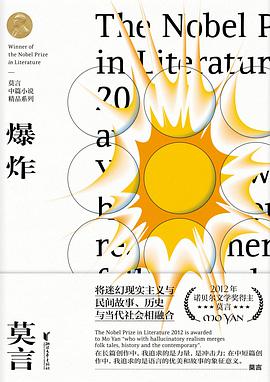 The Nobel P
in Literatur
20
a
Winner of
the Nobel Prize
in Literature
莫言
中篇小说
精品系列
爆炸
莫言
将迷幻现实主义与
民间故事、历史
与当代社会相融合
2012年
诺贝尔文学奖得主
莫言
MO YAN
The Nobel Prize in Literature 2012 is awarded
to Mo Yan "who with hallucinatory realism merges
folk tales, history and the contemporary".
在长篇创作中，我追求的是力量，是冲击力；在中短篇创
作中，我追求的是语言的优美和故事的象征意义。
莫言